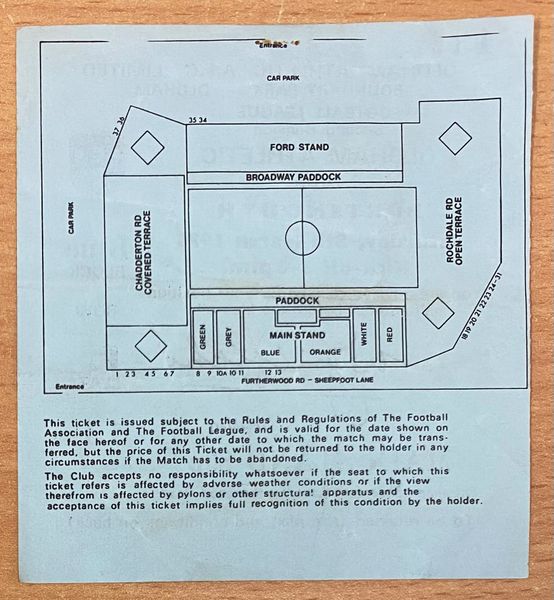 Entrance
CAR PARK
37 36
35 34
FORD STAND
BROADWAY PADDOCK
CAR PARK
CHADDERTON RD
COVERED TERRACE
ROCHDALE RD
OPEN TERRACE
PADDOCK
GREEN
GREY
MAIN STAND
BLUE
ORANGE
WHITE
RED
18 19 20 21 22 23 24-31
1 2 3 4 5 6 7 8 9 10A 10 11 12 13
FURTHERWOOD RD - SHEEPFOOT LANE
Entrance
This ticket is issued subject to the Rules and Regulations of The Football
Association and The Football League, and is valid for the date shown on
the face hereof or for any other date to which the match may be trans-
ferred, but the price of this Ticket will not be returned to the holder in any
circumstances if the Match has to be abandoned.
The Club accepts no responsibility whatsoever if the seat to which this
ticket refers is affected by adverse weather conditions or if the view
therefrom is affected by pylons or other structural apparatus and the
acceptance of this ticket implies full recognition of this condition by the holder.